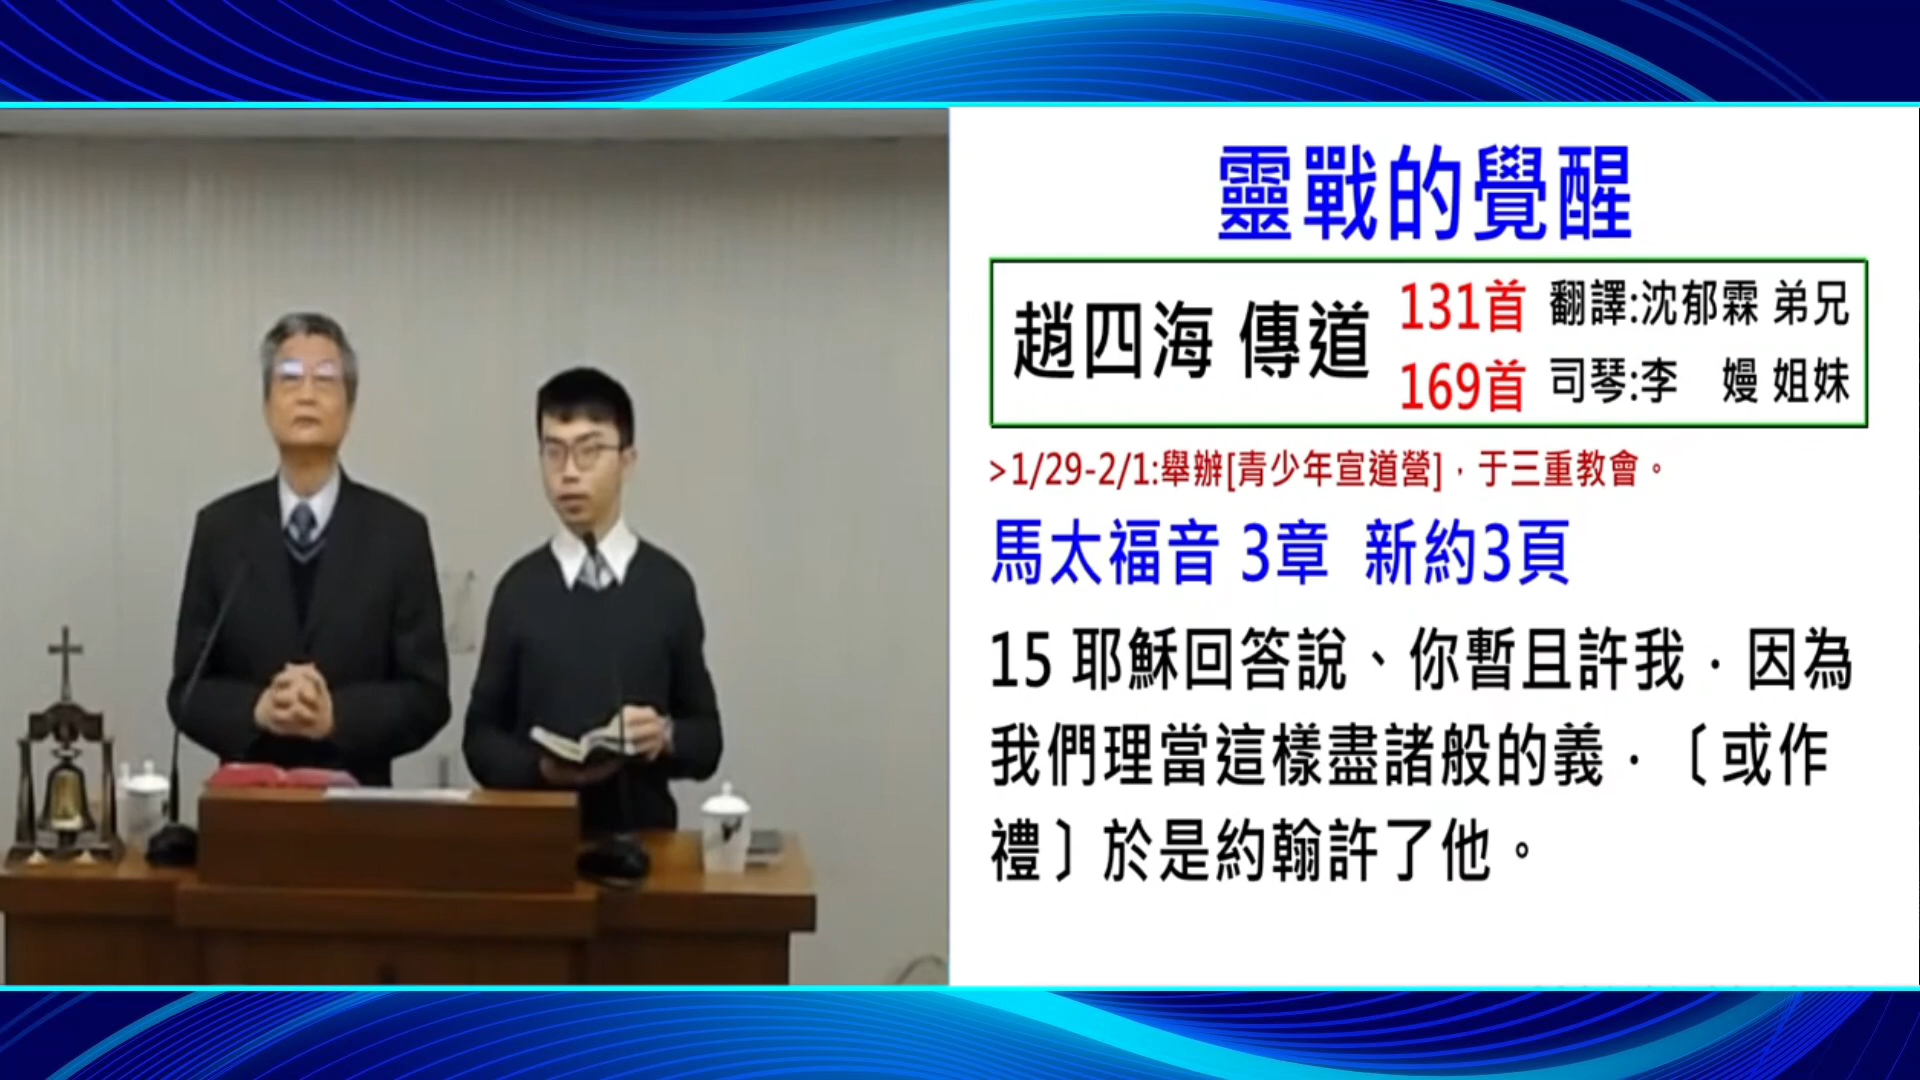 靈戰的覺醒
趙四海 傳道
131首
169首
翻譯:沈郁霖 弟兄
司琴:李　嫚 姐妹
>1/29-2/1:舉辦[青少年宣道營]，于三重教會。
馬太福音 3章 新約3頁
15 耶穌回答說、你暫且許我．因為
我們理當這樣盡諸般的義．〔或作
禮〕於是約翰許了他。